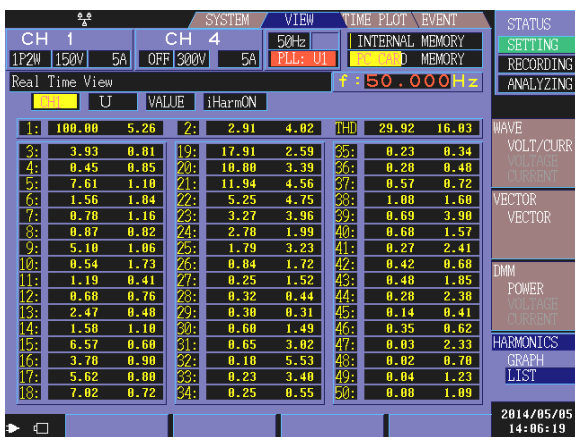 SYSTEM VIEW TIME PLOT EVENT STATUS
CH 1 CH 4 50Hz INTERNAL MEMORY SETTING
1P2W 150V 5A OFF 300V 5A PLL: U1 PC CARD MEMORY RECORDING
Real Time View f:50.000Hz ANALYZING
CH1 U VALUE iHarmON
1: 100.00 5.26 2: 2.91 4.02 THD 29.92 16.03
WAVE
3: 3.93 0.81 19: 17.91 2.59 35: 0.23 0.34
VOLT/CURR
4: 0.45 0.85 20: 10.80 3.39 36: 0.28 0.48
VOLTAGE
5: 7.61 1.10 21: 11.94 4.56 37: 0.57 0.72
CURRENT
6: 1.56 1.84 22: 5.25 4.75 38: 1.08 1.60
VECTOR
7: 0.78 1.16 23: 3.27 3.96 39: 0.69 3.90
VECTOR
8: 0.87 0.82 24: 2.78 1.99 40: 0.68 1.57
9: 5.10 1.06 25: 1.79 3.23 41: 0.27 2.41
10: 0.54 1.73 26: 0.84 1.72 42: 0.42 0.68
DMM
11: 1.19 0.41 27: 0.25 1.52 43: 0.48 1.85
POWER
12: 0.68 0.76 28: 0.32 0.44 44: 0.28 2.38
VOLTAGE
13: 2.47 0.48 29: 0.30 0.31 45: 0.14 0.41
CURRENT
14: 1.58 1.10 30: 0.60 1.49 46: 0.35 0.62
HARMONICS
15: 6.57 0.60 31: 0.65 3.02 47: 0.03 2.33
GRAPH
16: 3.78 0.90 32: 0.18 5.53 48: 0.02 0.70
LIST
17: 5.62 0.80 33: 0.23 3.40 49: 0.04 1.23
18: 7.02 0.72 34: 0.25 0.55 50: 0.08 1.09
2014/05/05
14:06:19